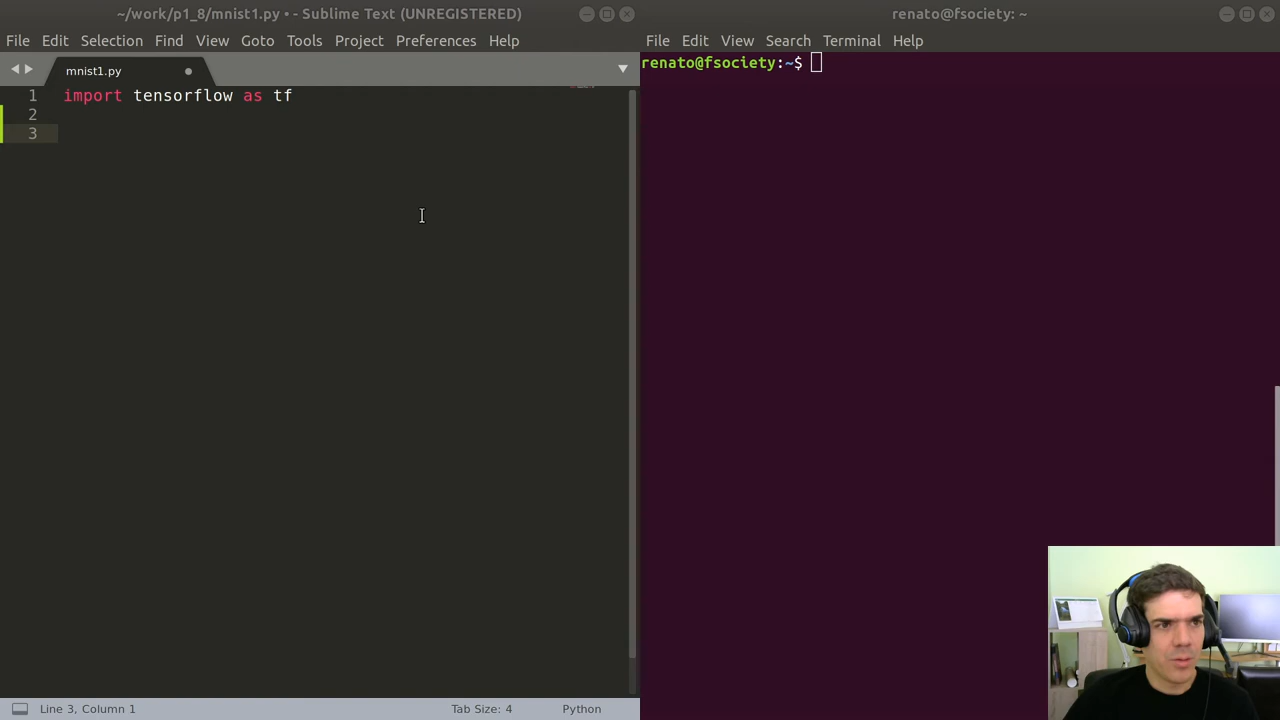 ~/work/p1_8/mnist1.py • - Sublime Text (UNREGISTERED)
File Edit Selection Find View Goto Tools Project Preferences Help
mnist1.py
1 import tensorflow as tf
2
3
Line 3, Column 1
Tab Size: 4
Python
renato@fsociety: ~
File Edit View Search Terminal Help
renato@fsociety:~$